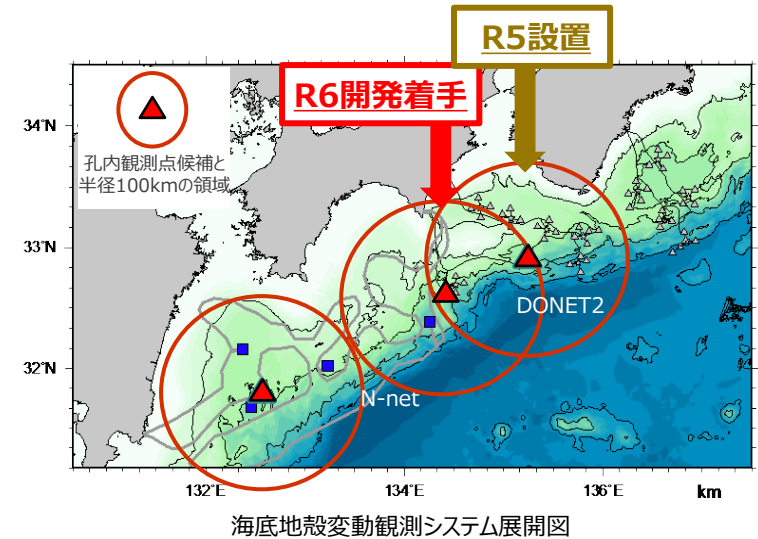 R5設置
R6開発着手
孔内観測点候補と
半径100kmの領域
34°N
33°N
32°N
DONET2
N-net
132°E
134°E
136°E
km
海底地殻変動観測システム展開図